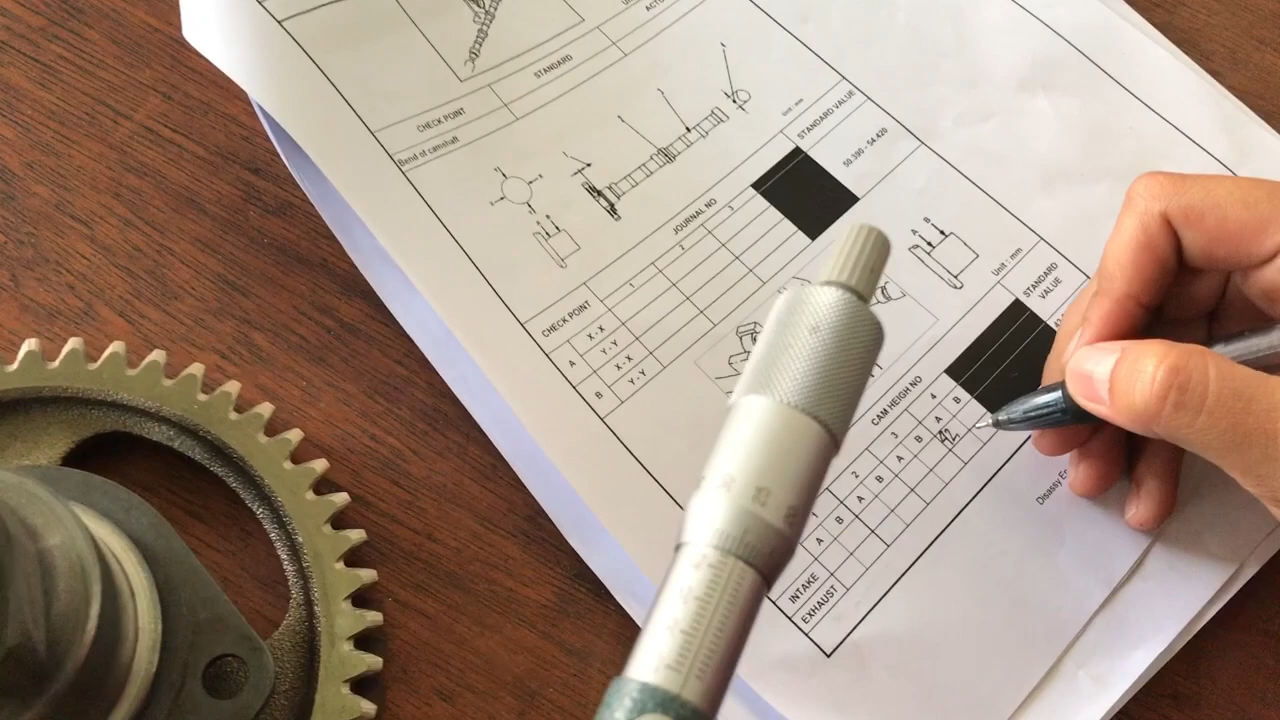 CHECK POINT
STANDARD
Bend of camshaft
Unit : mm
CHECK POINT
JOURNAL NO
STANDARD VALUE
1
2
3
50.390 - 54.420
A
X - X
Y - Y
B
X - X
Y - Y
A B
Unit : mm
CAM HEIGH NO
STANDARD
VALUE
1
2
3
4
A B A B A B A B
INTAKE
42
EXHAUST